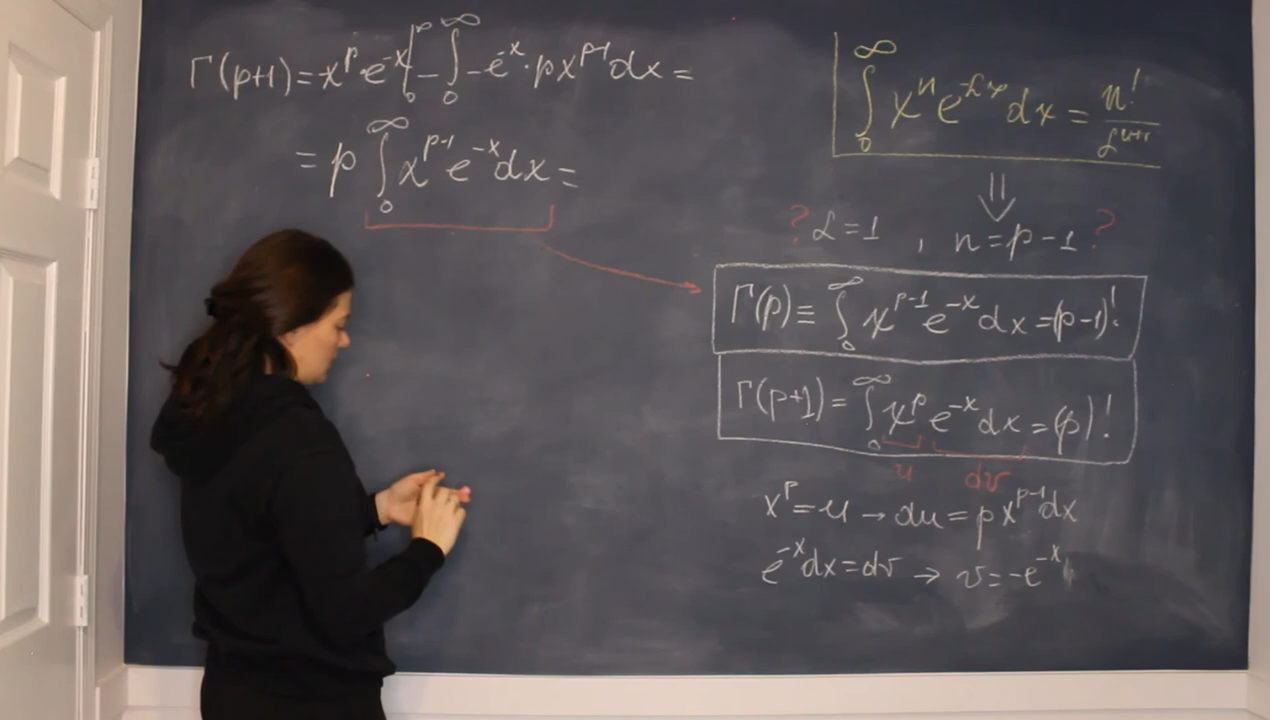 Γ(p+1) = x^p · e^-x |_0^∞ - ∫_0^∞ -e^-x · p x^p-1 dx =
= p ∫_0^∞ x^p-1 e^-x dx =
∫_0^∞ x^n e^-αx dx = n! / α^n+1
⇓
? α = 1 , n = p - 1 ?
Γ(p) ≡ ∫_0^∞ x^p-1 e^-x dx = (p-1)!
Γ(p+1) = ∫_0^∞ x^p e^-x dx = (p)!
u dv
x^p = u → du = p x^p-1 dx
e^-x dx = dv → v = -e^-x